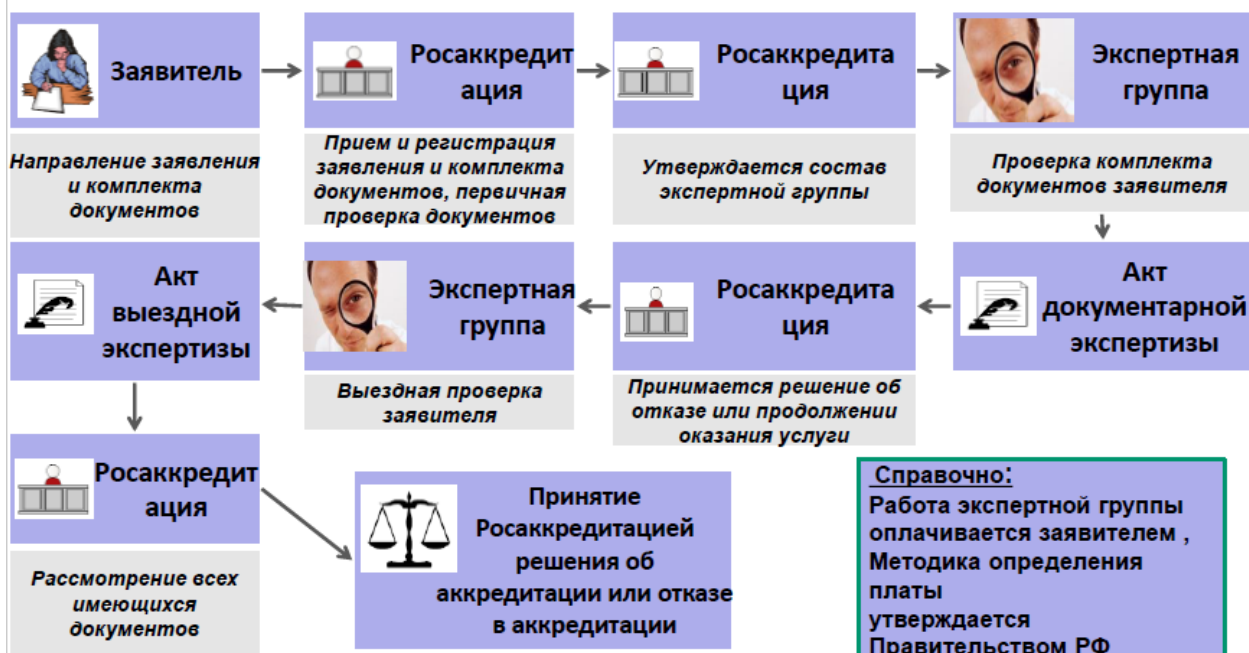 Заявитель
Направление заявления
и комплекта
документов
Росаккредит
ация
Прием и регистрация
заявления и комплекта
документов, первичная
проверка документов
Росаккредита
ция
Утверждается состав
экспертной группы
Экспертная
группа
Проверка комплекта
документов заявителя
Акт
документарной
экспертизы
Росаккредита
ция
Принимается решение об
отказе или продолжении
оказания услуги
Экспертная
группа
Выездная проверка
заявителя
Акт
выездной
экспертизы
Росаккредит
ация
Рассмотрение всех
имеющихся
документов
Принятие
Росаккредитацией
решения об
аккредитации или отказе
в аккредитации
Справочно:
Работа экспертной группы
оплачивается заявителем ,
Методика определения
платы
утверждается
Правительством РФ